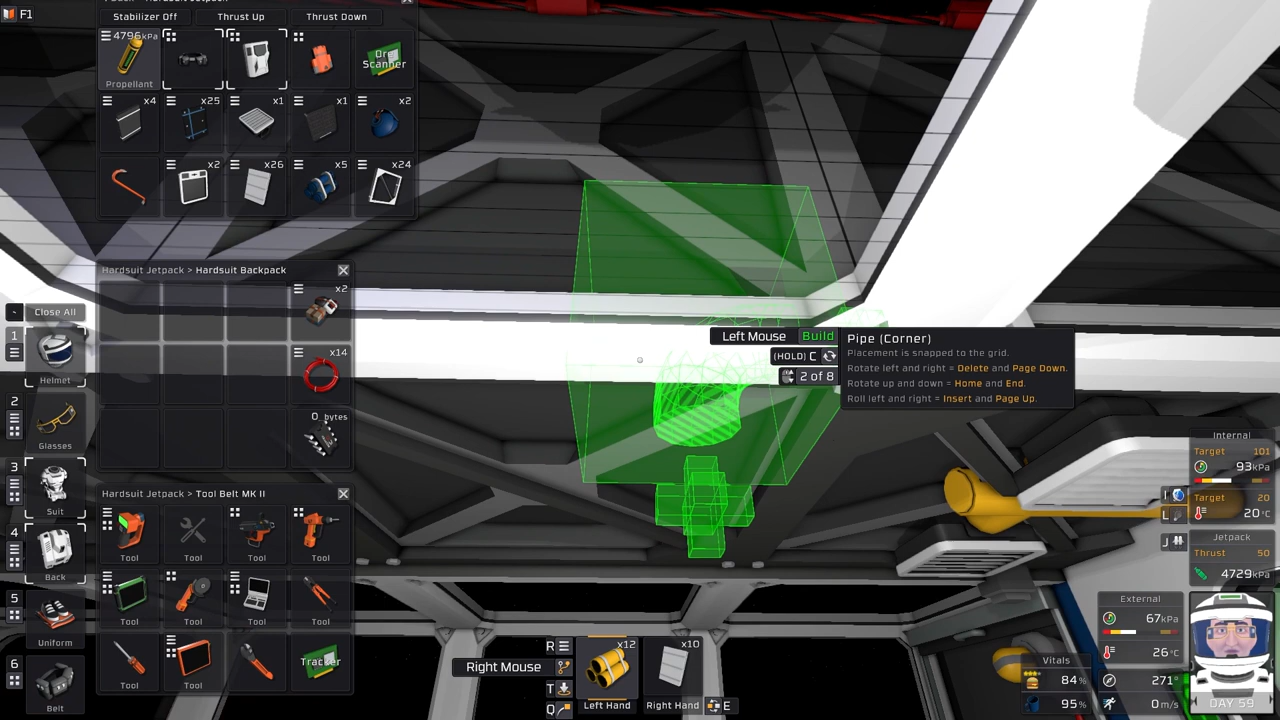 F1
Stabilizer Off
Thrust Up
Thrust Down
4796kPa
Propellant
Ore Scanner
x4
x25
x1
x1
x2
x2
x26
x5
x24
Hardsuit Jetpack > Hardsuit Backpack
x2
x14
0 bytes
Close All
1
Helmet
2
Glasses
3
Suit
4
Back
5
Uniform
6
Belt
Hardsuit Jetpack > Tool Belt MK II
Tool
Tool
Tool
Tool
Tool
Tool
Tool
Tool
Tool
Tool
Tracker
Left Mouse
Build
(HOLD) C
2 of 8
Pipe (Corner)
Placement is snapped to the grid.
Rotate left and right = Delete and Page Down.
Rotate up and down = Home and End.
Roll left and right = Insert and Page Up.
R
Right Mouse
T
Q
x12
Left Hand
x10
Right Hand
E
Internal
Target 101
93kPa
Target 20
20°C
I
L
J
Jetpack
Thrust 50
4729kPa
External
67kPa
26°C
271°
0m/s
Vitals
84%
95%
DAY 59